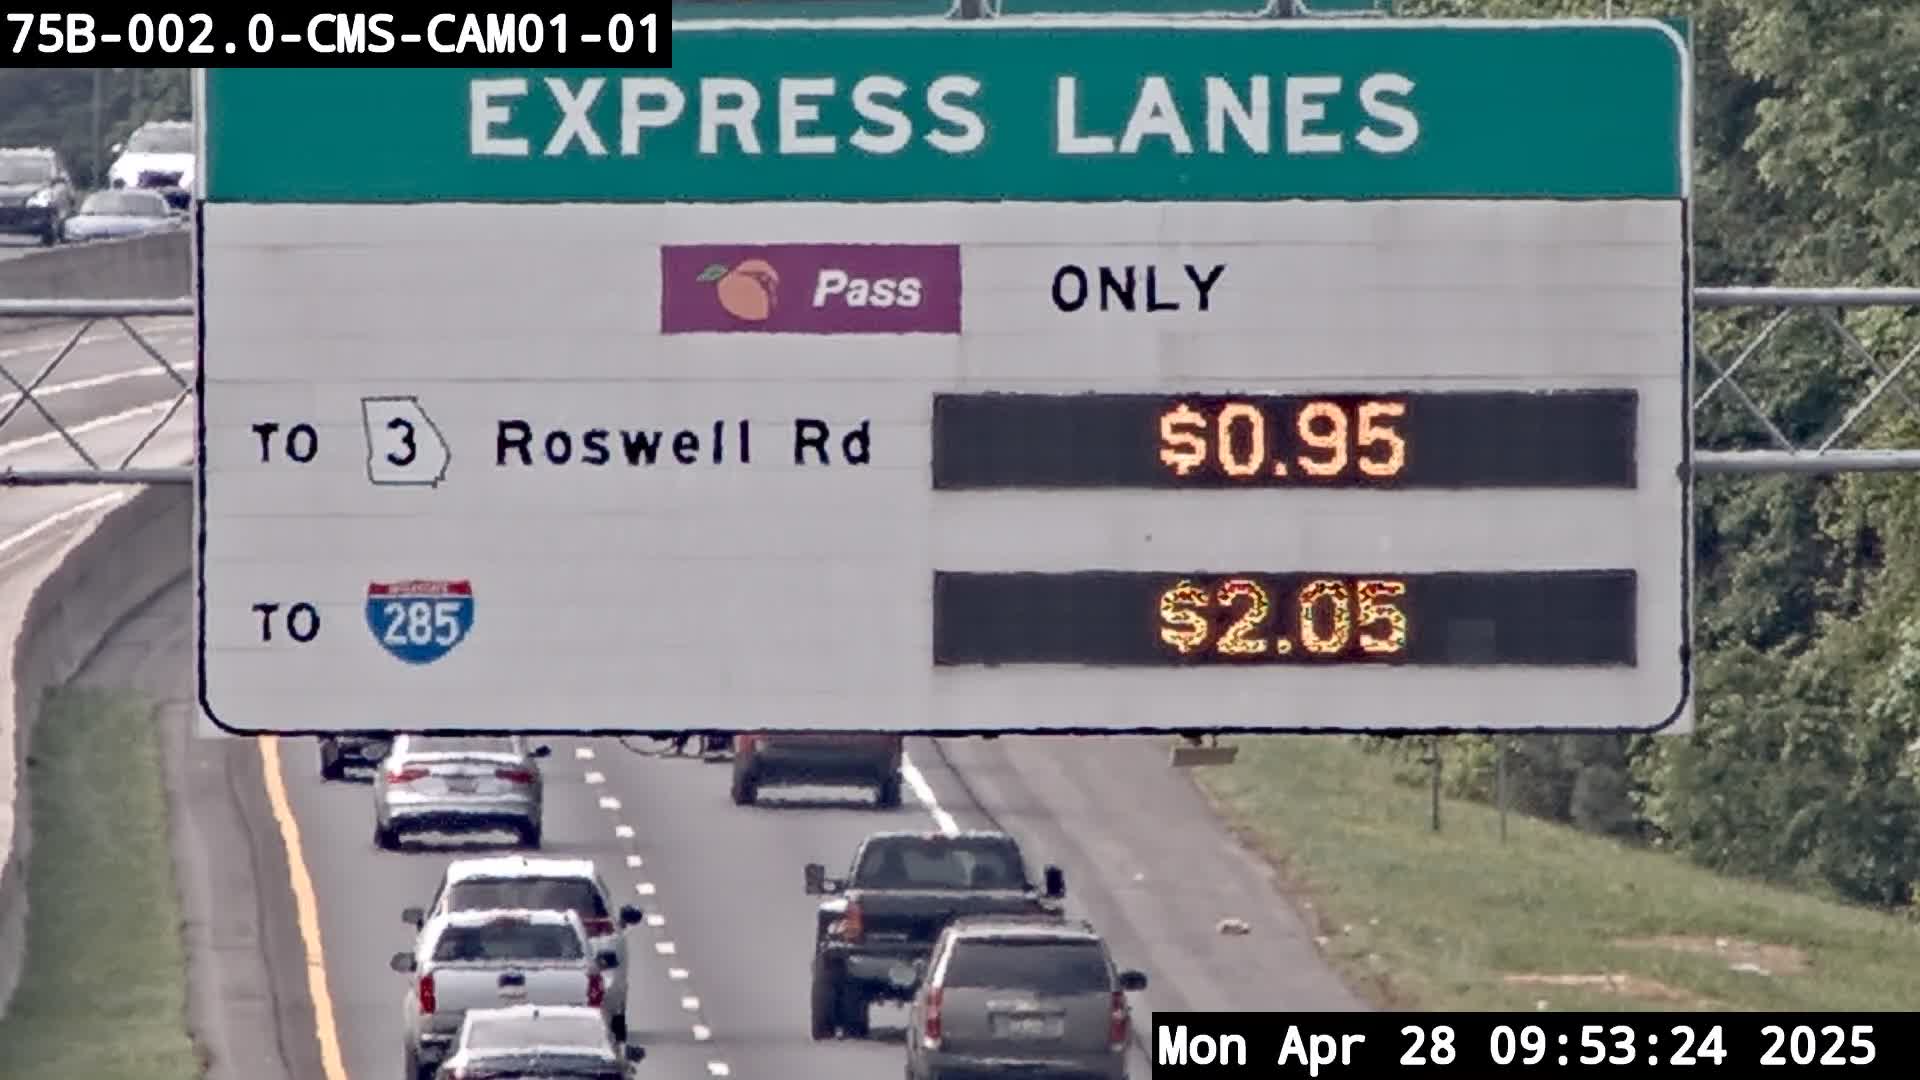 75B-002.0-CMS-CAM01-01
EXPRESS LANES
Pass ONLY
TO 3 Roswell Rd $0.95
INTERSTATE
TO 285 $2.05
Mon Apr 28 09:53:24 2025